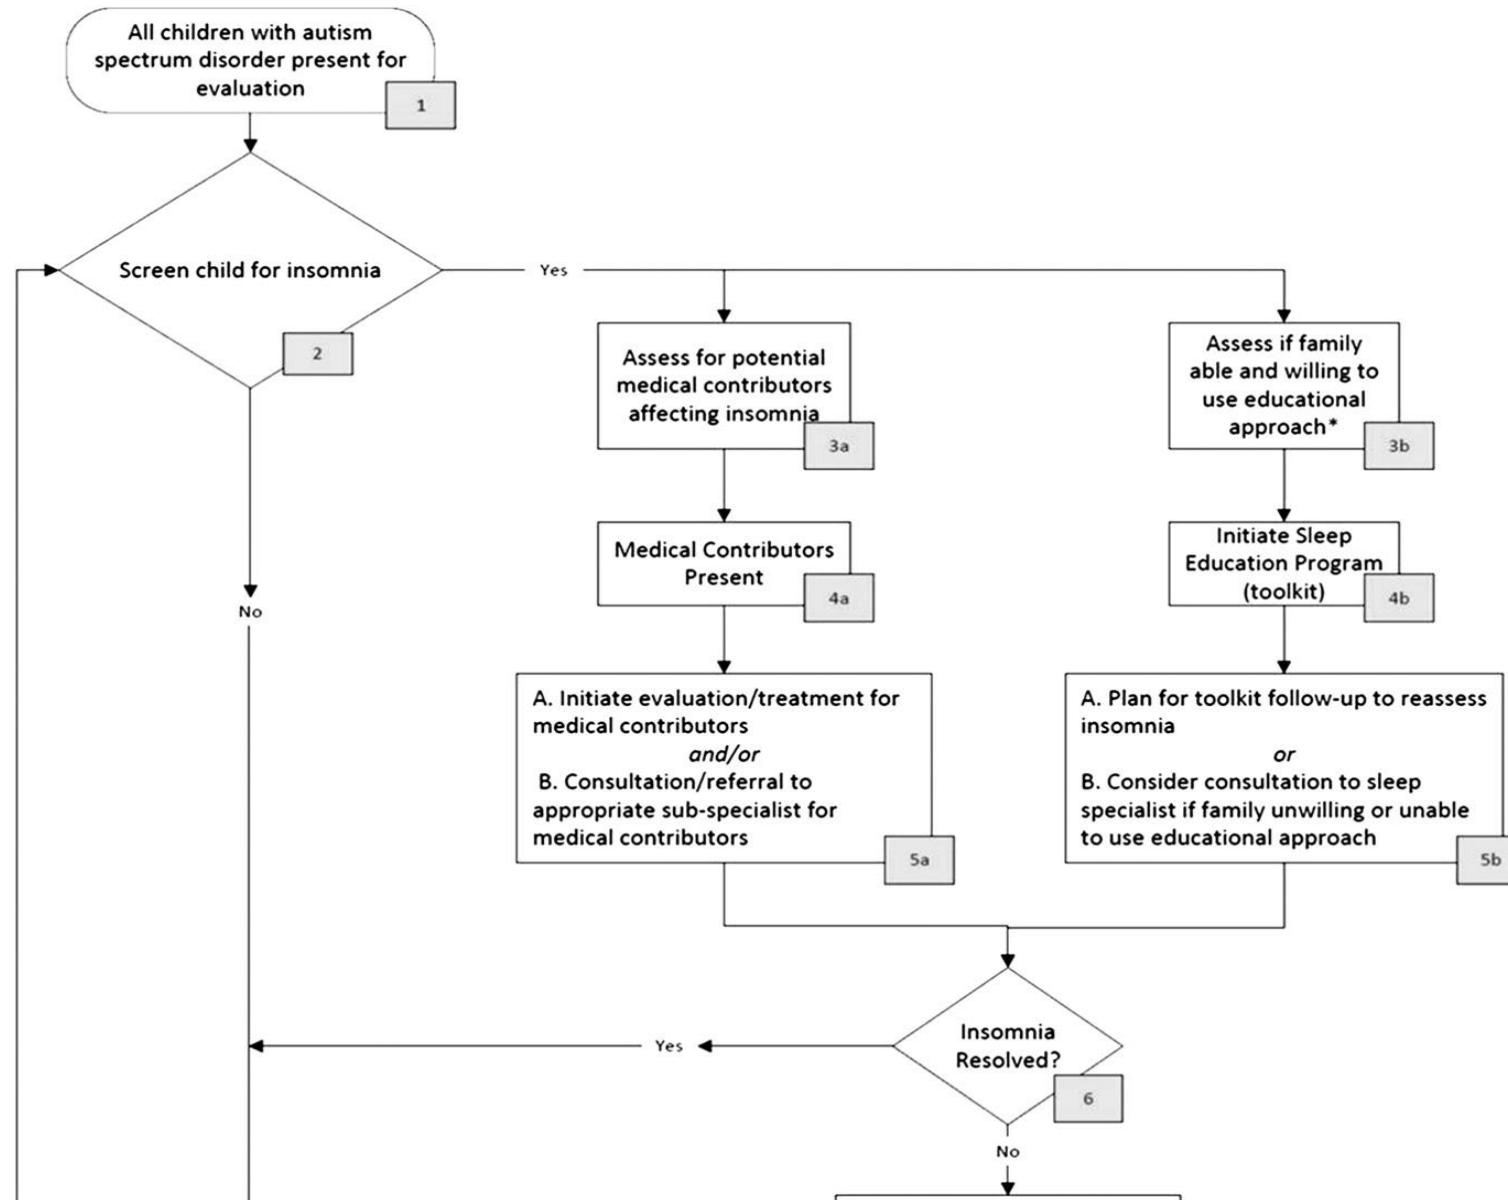 All children with autism
spectrum disorder present for
evaluation
1
Screen child for insomnia
2
Yes
Assess for potential
medical contributors
affecting insomnia
3a
Assess if family
able and willing to
use educational
approach*
3b
Medical Contributors
Present
4a
Initiate Sleep
Education Program
(toolkit)
4b
No
A. Initiate evaluation/treatment for
medical contributors
and/or
B. Consultation/referral to
appropriate sub-specialist for
medical contributors
5a
A. Plan for toolkit follow-up to reassess
insomnia
or
B. Consider consultation to sleep
specialist if family unwilling or unable
to use educational approach
5b
Insomnia
Resolved?
6
Yes
No